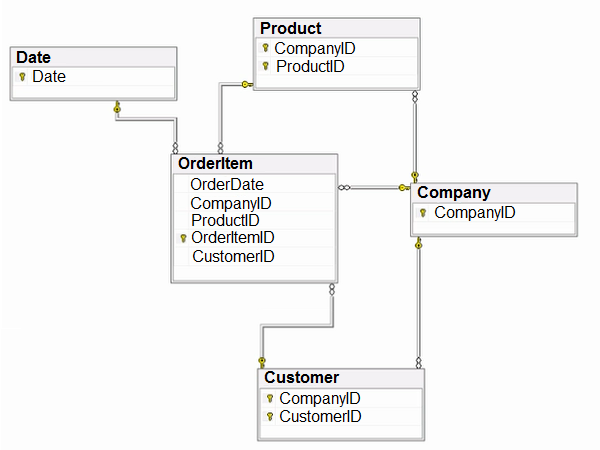 Product
CompanyID
ProductID
Date
Date
OrderItem
OrderDate
CompanyID
ProductID
OrderItemID
CustomerID
Company
CompanyID
Customer
CompanyID
CustomerID